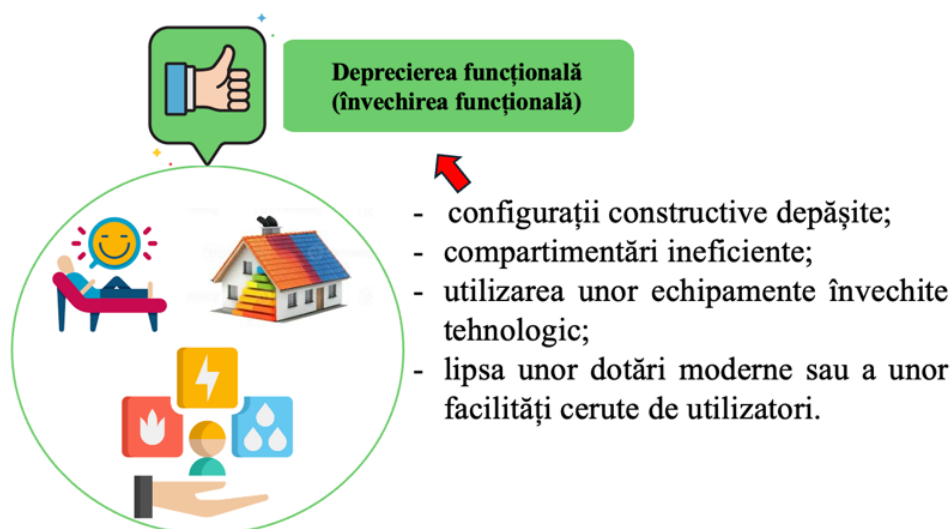 Deprecierea funcțională
(învechirea funcțională)
- configurații constructive depășite;
- compartimentări ineficiente;
- utilizarea unor echipamente învechite
tehnologic;
- lipsa unor dotări moderne sau a unor
facilități cerute de utilizatori.